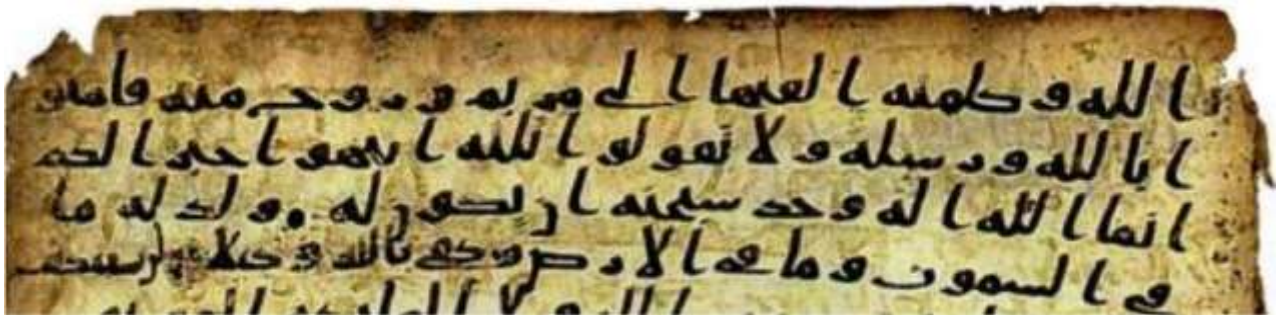 الله وكلمته القيها الى مريم وروح منه فامنو
ا بالله ورسله ولا تقولوا ثلثه انتهوا خيرا لكم
انما الله اله وحد سبحنه ان يكون له ولد له ما
في السموت وما في الارض وكفى بالله وكيلا لن يستنكف